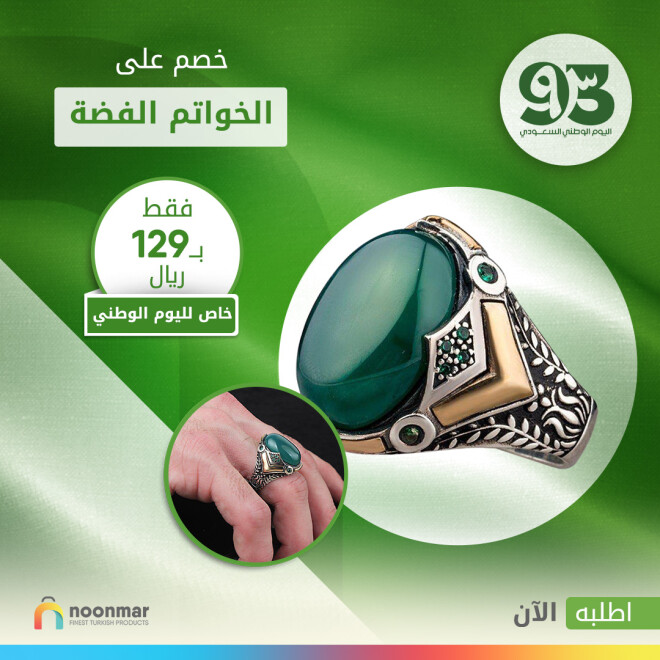 خصم على
الخواتم الفضة
93
اليوم الوطني السعودي
فقط
بـ129
ريال
خاص لليوم الوطني
noonmar
FINEST TURKISH PRODUCTS
اطلبه الآن